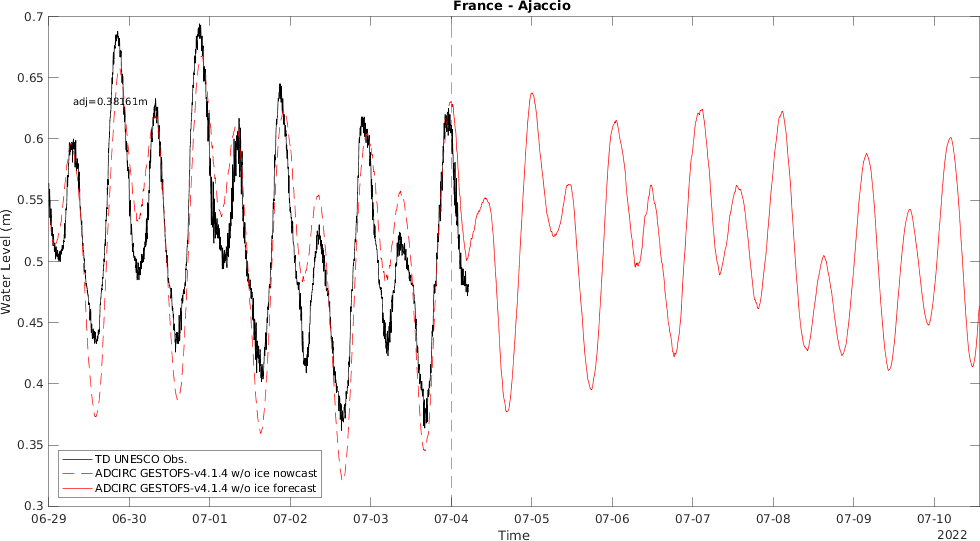 France - Ajaccio
0.7
0.65
adj=0.38161m
0.6
0.55
0.5
0.45
0.4
0.35
0.3
Water Level (m)
TD UNESCO Obs.
ADCIRC GESTOFS-v4.1.4 w/o ice nowcast
ADCIRC GESTOFS-v4.1.4 w/o ice forecast
06-29 06-30 07-01 07-02 07-03 07-04 07-05 07-06 07-07 07-08 07-09 07-10
Time
2022